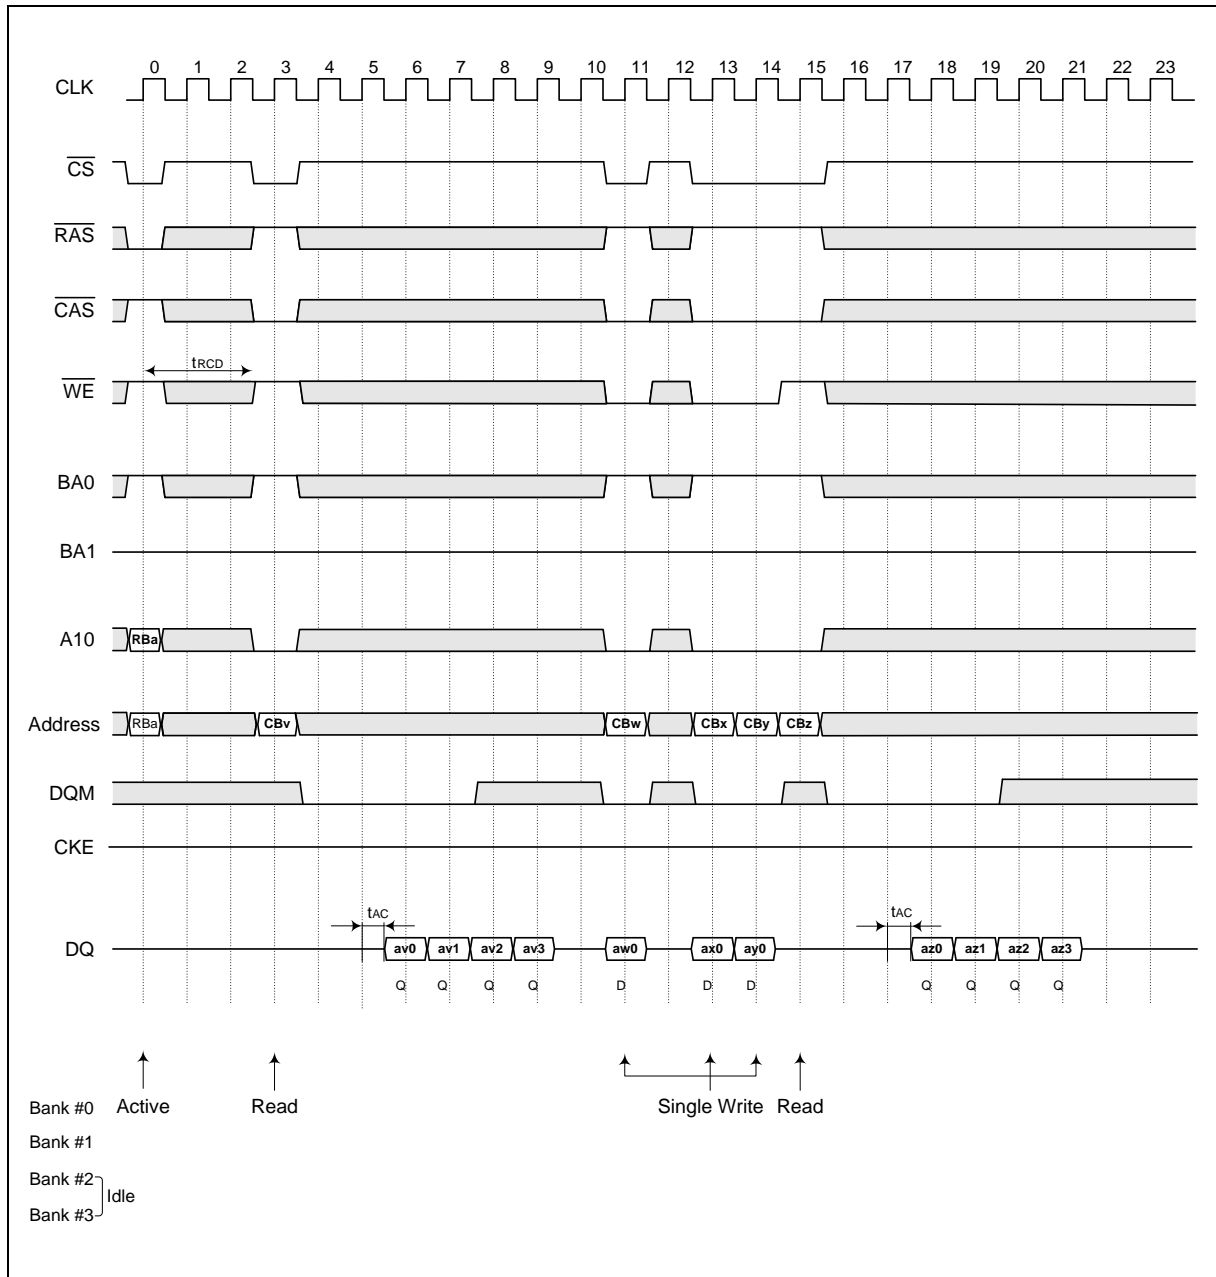 0 1 2 3 4 5 6 7 8 9 10 11 12 13 14 15 16 17 18 19 20 21 22 23
CLK
CS
RAS
CAS
tRCD
WE
BA0
BA1
A10 RBa
Address RBa CBv CBw CBx CBy CBz
DQM
CKE
tAC tAC
DQ av0 av1 av2 av3 aw0 ax0 ay0 az0 az1 az2 az3
Q Q Q Q D D D Q Q Q Q
Bank #0 Active Read Single Write Read
Bank #1
Bank #2
Idle
Bank #3